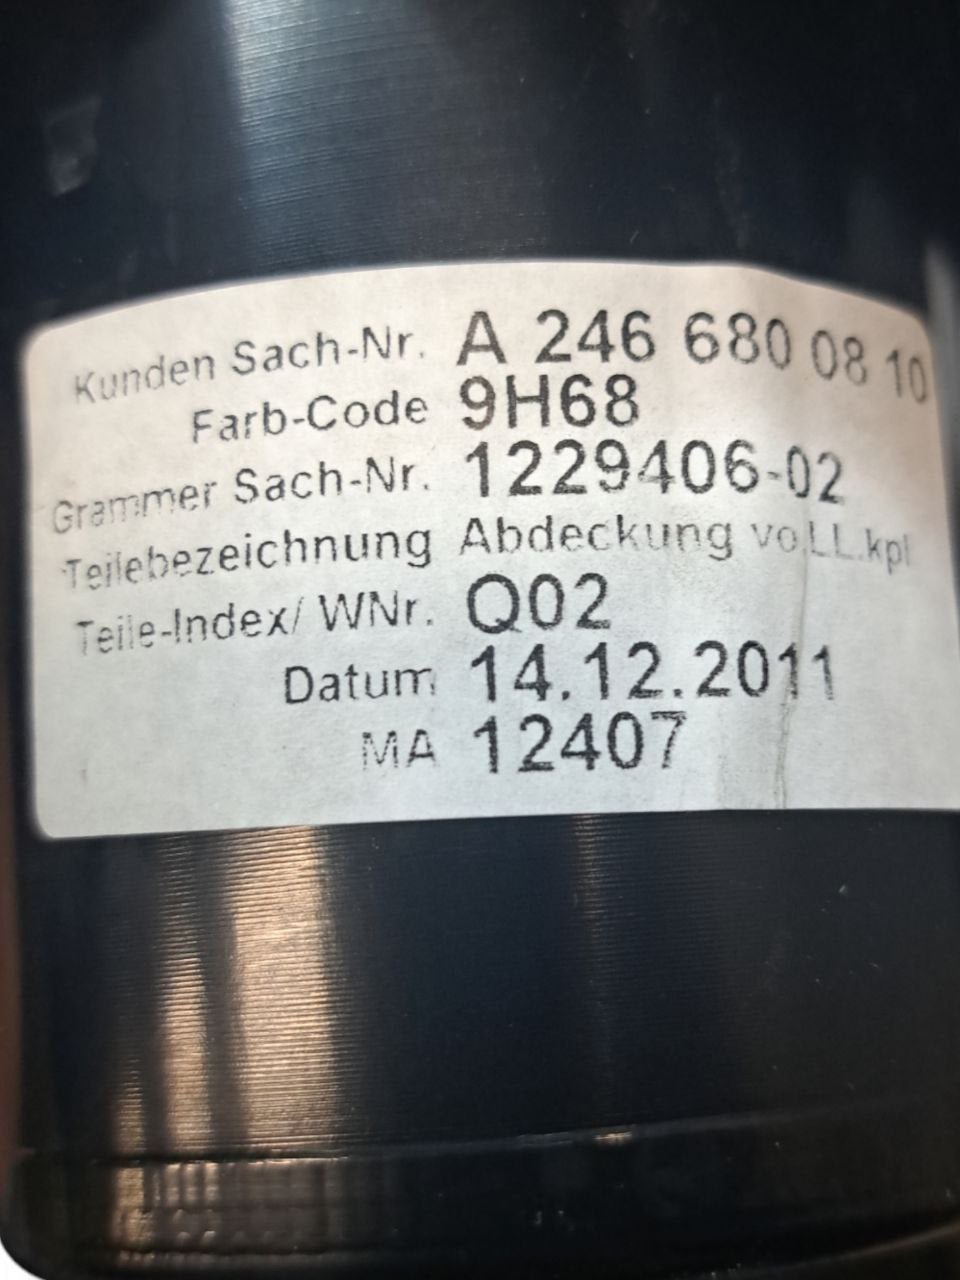 Kunden Sach-Nr. A 246 680 08 10
Farb-Code 9H68
Grammer Sach-Nr. 1229406-02
Teilebezeichnung Abdeckung vo.LL.kpl
Teile-Index/ WNr. Q02
Datum 14.12.2011
MA 12407